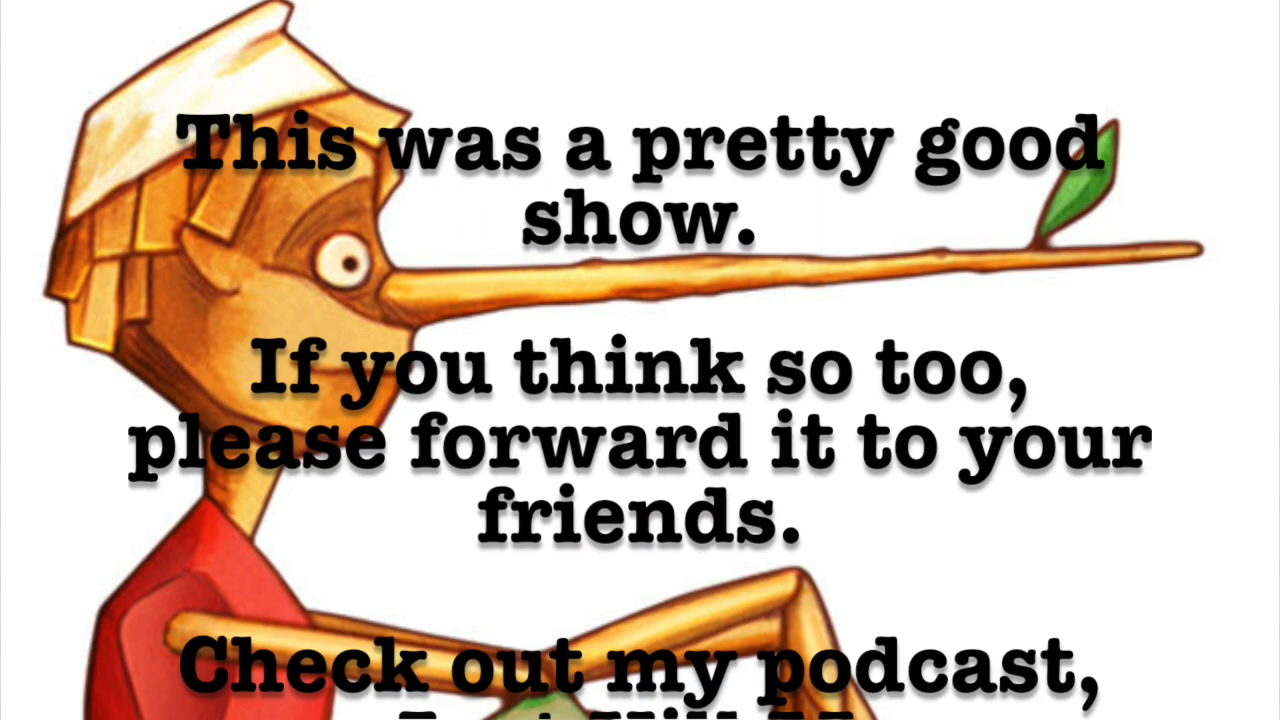 This was a pretty good
show.
If you think so too,
please forward it to your
friends.
Check out my podcast,